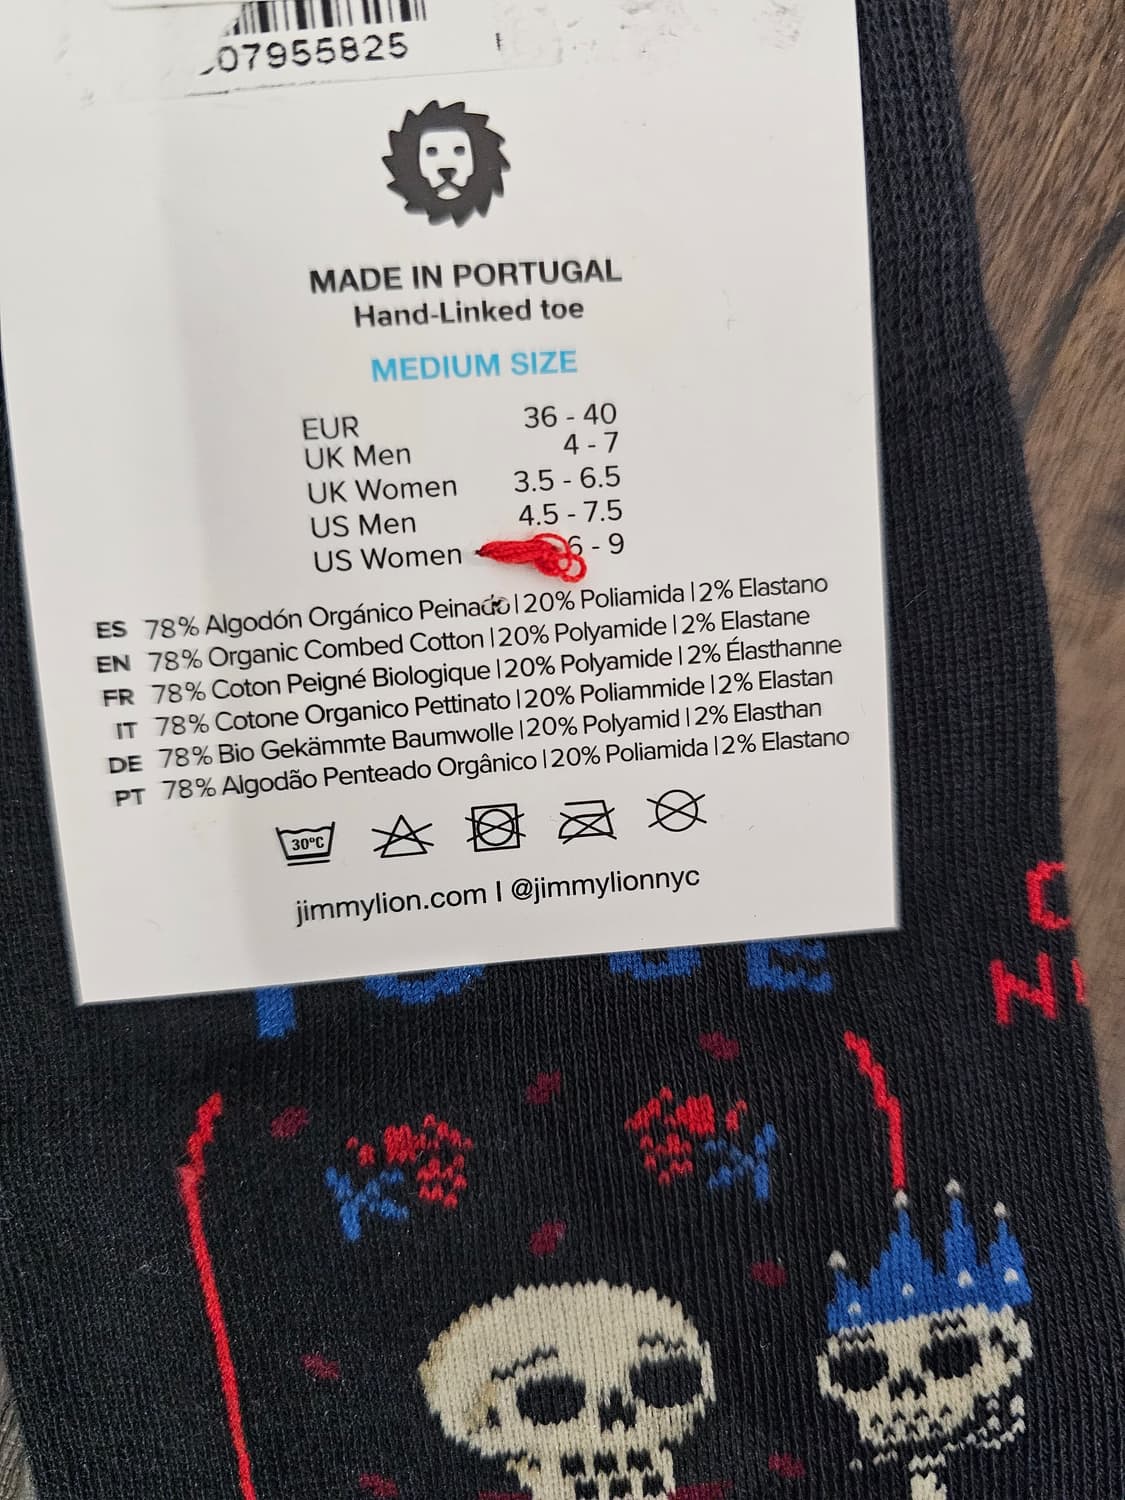 07955825
MADE IN PORTUGAL
Hand-Linked toe
MEDIUM SIZE
EUR 36 - 40
UK Men 4 - 7
UK Women 3.5 - 6.5
US Men 4.5 - 7.5
US Women 6 - 9
ES 78% Algodón Orgánico Peinado | 20% Poliamida | 2% Elastano
EN 78% Organic Combed Cotton | 20% Polyamide | 2% Elastane
FR 78% Coton Peigné Biologique | 20% Polyamide | 2% Élasthanne
IT 78% Cotone Organico Pettinato | 20% Poliammide | 2% Elastan
DE 78% Bio Gekämmte Baumwolle | 20% Polyamid | 2% Elasthan
PT 78% Algodão Penteado Orgânico | 20% Poliamida | 2% Elastano
30°C
jimmylion.com | @jimmylionnyc